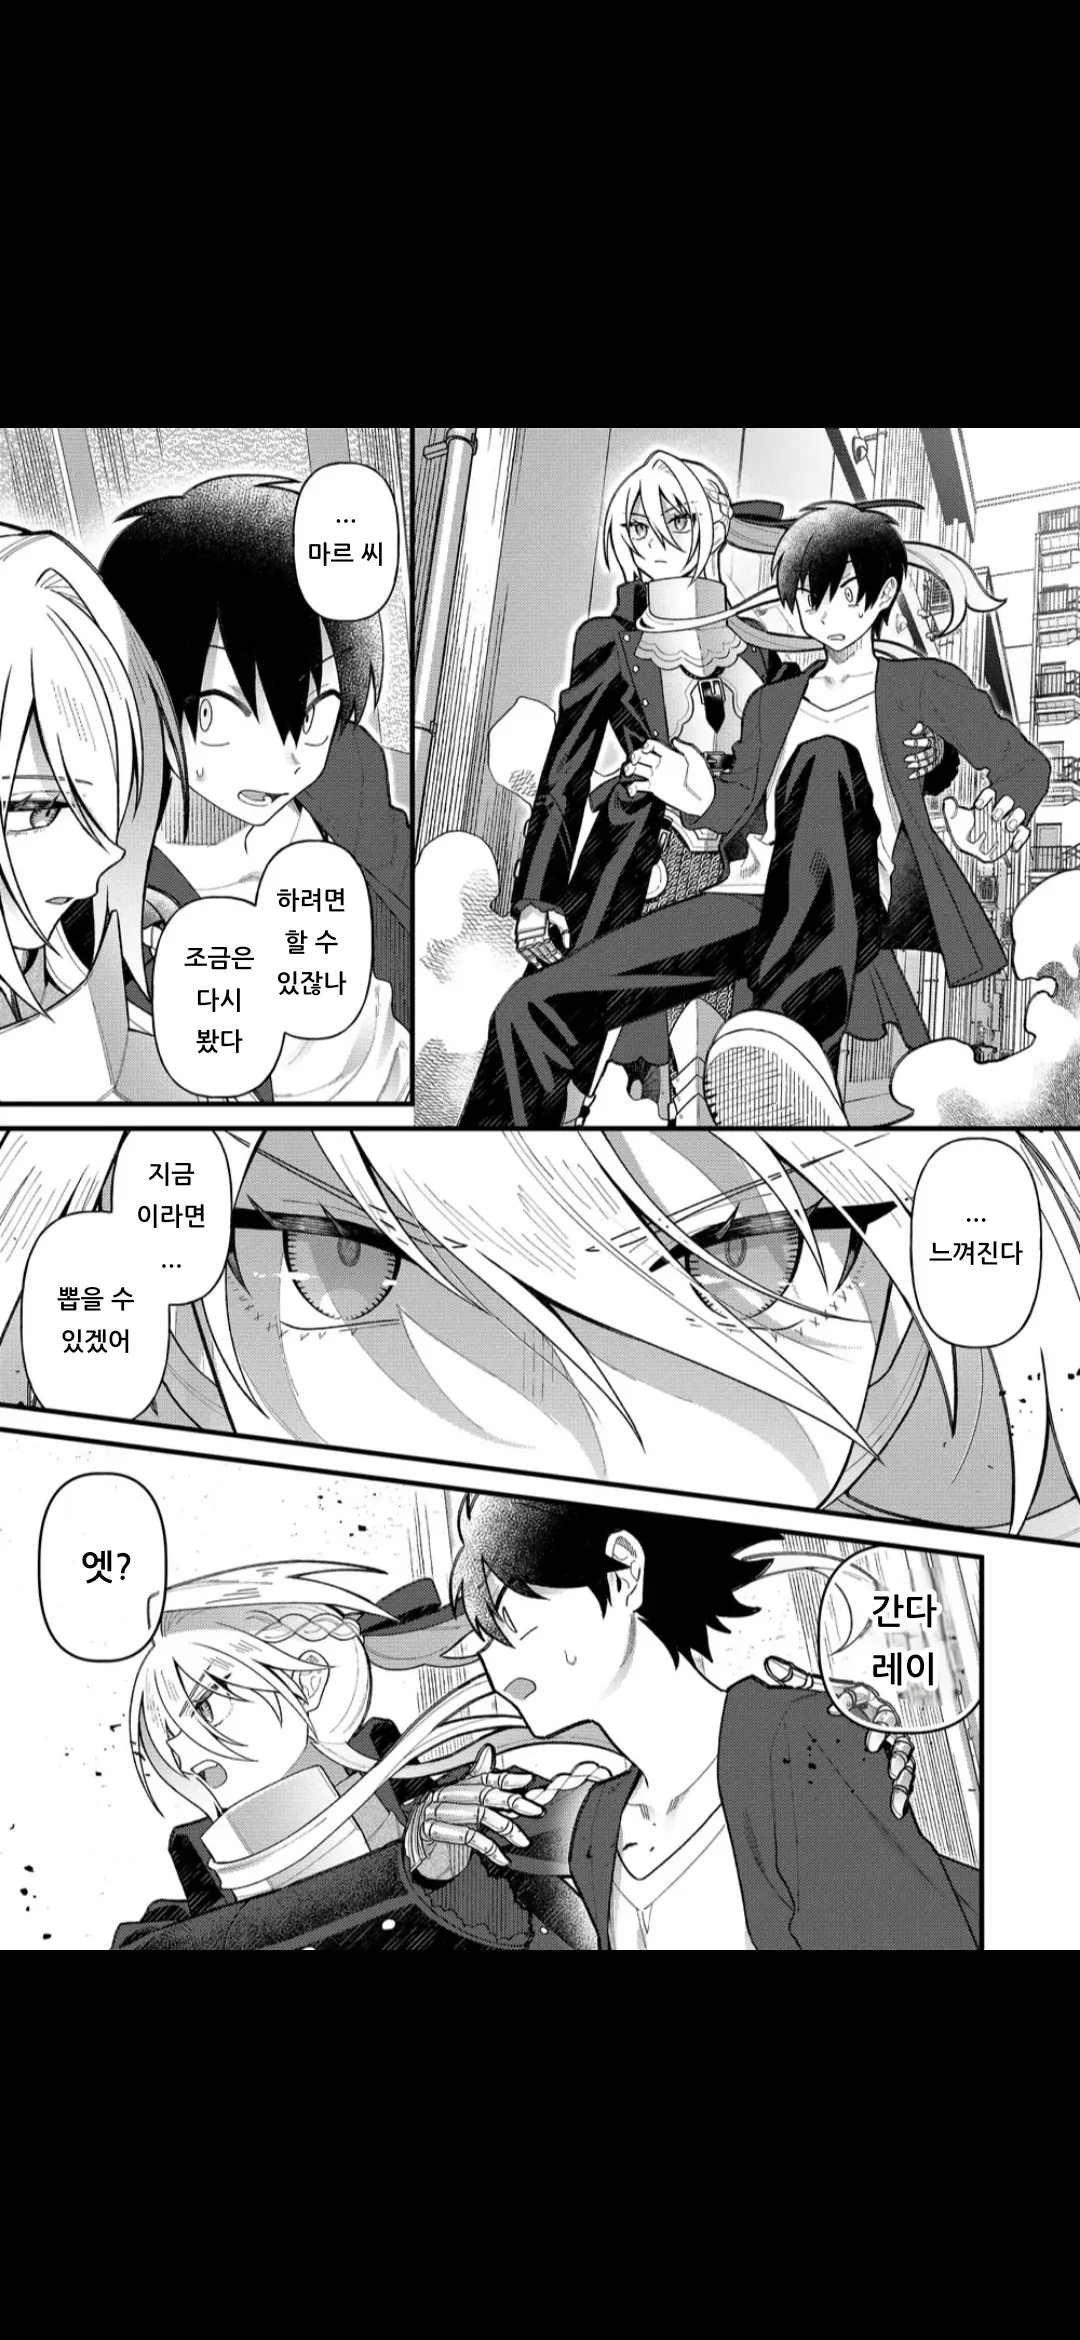 ...
마르 씨
하려면
할 수
있잖나
조금은
다시
봤다
...
느껴진다
지금
이라면
...
뽑을 수
있겠어
간다
레이
엣?